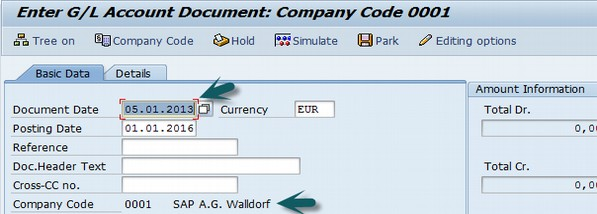 Enter G/L Account Document: Company Code 0001
Tree on Company Code Hold Simulate Park Editing options
Basic Data Details
Amount Information
Document Date 05.01.2013 Currency EUR
Total Dr.
Posting Date 01.01.2016
0,00
Reference
Doc.Header Text
Total Cr.
Cross-CC no.
0,00
Company Code 0001 SAP A.G. Walldorf